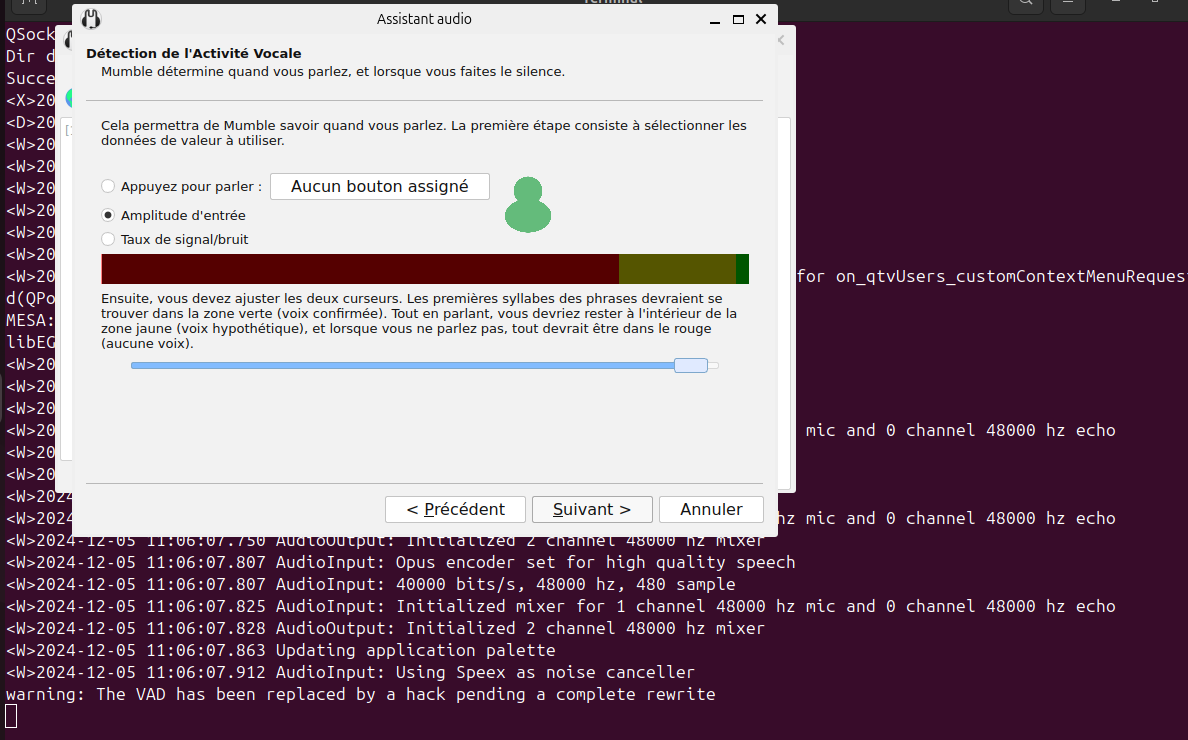 Terminal
Assistant audio
QSock
Dir d
Succe
<X>20
<D>20
<W>20
<W>20
<W>20
<W>20
<W>20
<W>20
<W>20 for on_qtvUsers_customContextMenuReques
d(QPo
MESA:
libEG
<W>20
<W>20
<W>20
<W>20 mic and 0 channel 48000 hz echo
<W>20
<W>20
<W>2024
<W>2024 hz mic and 0 channel 48000 hz echo
Détection de l'Activité Vocale
Mumble détermine quand vous parlez, et lorsque vous faites le silence.
Cela permettra de Mumble savoir quand vous parlez. La première étape consiste à sélectionner les
données de valeur à utiliser.
Appuyez pour parler :
Aucun bouton assigné
Amplitude d'entrée
Taux de signal/bruit
Ensuite, vous devez ajuster les deux curseurs. Les premières syllabes des phrases devraient se
trouver dans la zone verte (voix confirmée). Tout en parlant, vous devriez rester à l'intérieur de la
zone jaune (voix hypothétique), et lorsque vous ne parlez pas, tout devrait être dans le rouge
(aucune voix).
< Précédent
Suivant >
Annuler
<W>2024-12-05 11:06:07.750 AudioOutput: Initialized 2 channel 48000 hz mixer
<W>2024-12-05 11:06:07.807 AudioInput: Opus encoder set for high quality speech
<W>2024-12-05 11:06:07.807 AudioInput: 40000 bits/s, 48000 hz, 480 sample
<W>2024-12-05 11:06:07.825 AudioInput: Initialized mixer for 1 channel 48000 hz mic and 0 channel 48000 hz echo
<W>2024-12-05 11:06:07.828 AudioOutput: Initialized 2 channel 48000 hz mixer
<W>2024-12-05 11:06:07.863 Updating application palette
<W>2024-12-05 11:06:07.912 AudioInput: Using Speex as noise canceller
warning: The VAD has been replaced by a hack pending a complete rewrite